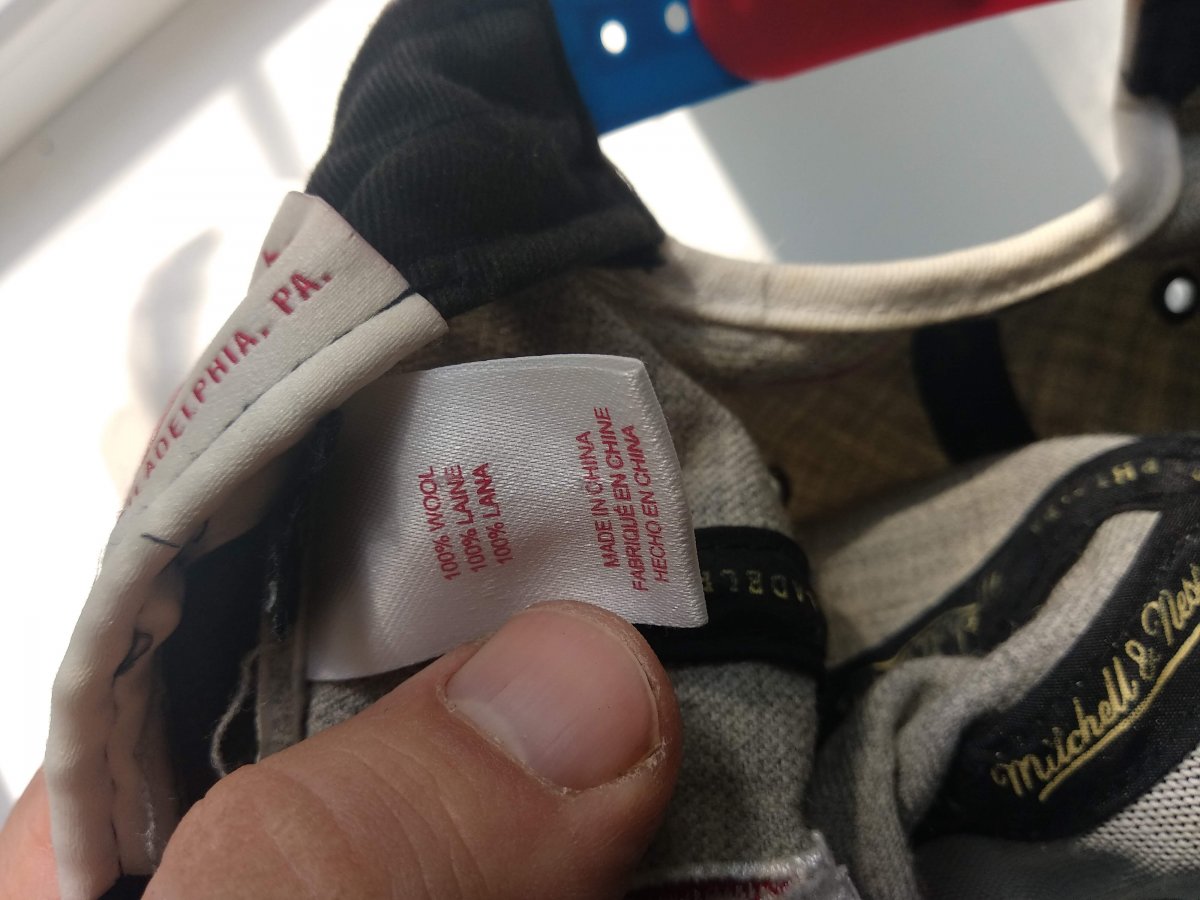 PHILADELPHIA, PA.
100% WOOL
100% LAINE
100% LANA
MADE IN CHINA
FABRIQUÉ EN CHINE
HECHO EN CHINA
Mitchell & Ness